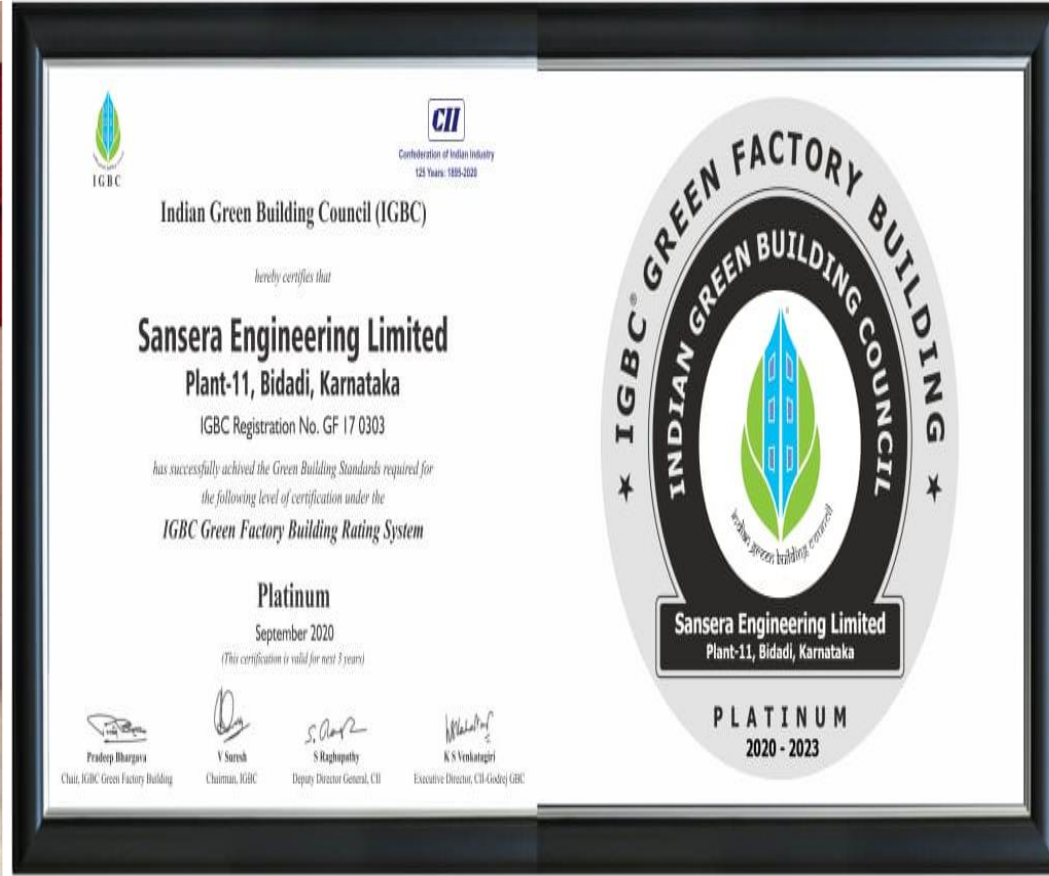 IGBC
CII
Confederation of Indian Industry
125 Years: 1895-2020
Indian Green Building Council (IGBC)
hereby certifies that
Sansera Engineering Limited
Plant-11, Bidadi, Karnataka
IGBC Registration No. GF 17 0303
has successfully achived the Green Building Standards required for
the following level of certification under the
IGBC Green Factory Building Rating System
Platinum
September 2020
(This certification is valid for next 3 years)
Pradeep Bhargava
Chair, IGBC Green Factory Building
V Suresh
Chairman, IGBC
S Raghupathy
Deputy Director General, CII
K S Venkatagiri
Executive Director, CII-Godrej GBC
★ IGBC® GREEN FACTORY BUILDING ★
INDIAN GREEN BUILDING COUNCIL
indian green building council
Sansera Engineering Limited
Plant-11, Bidadi, Karnataka
PLATINUM
2020 - 2023